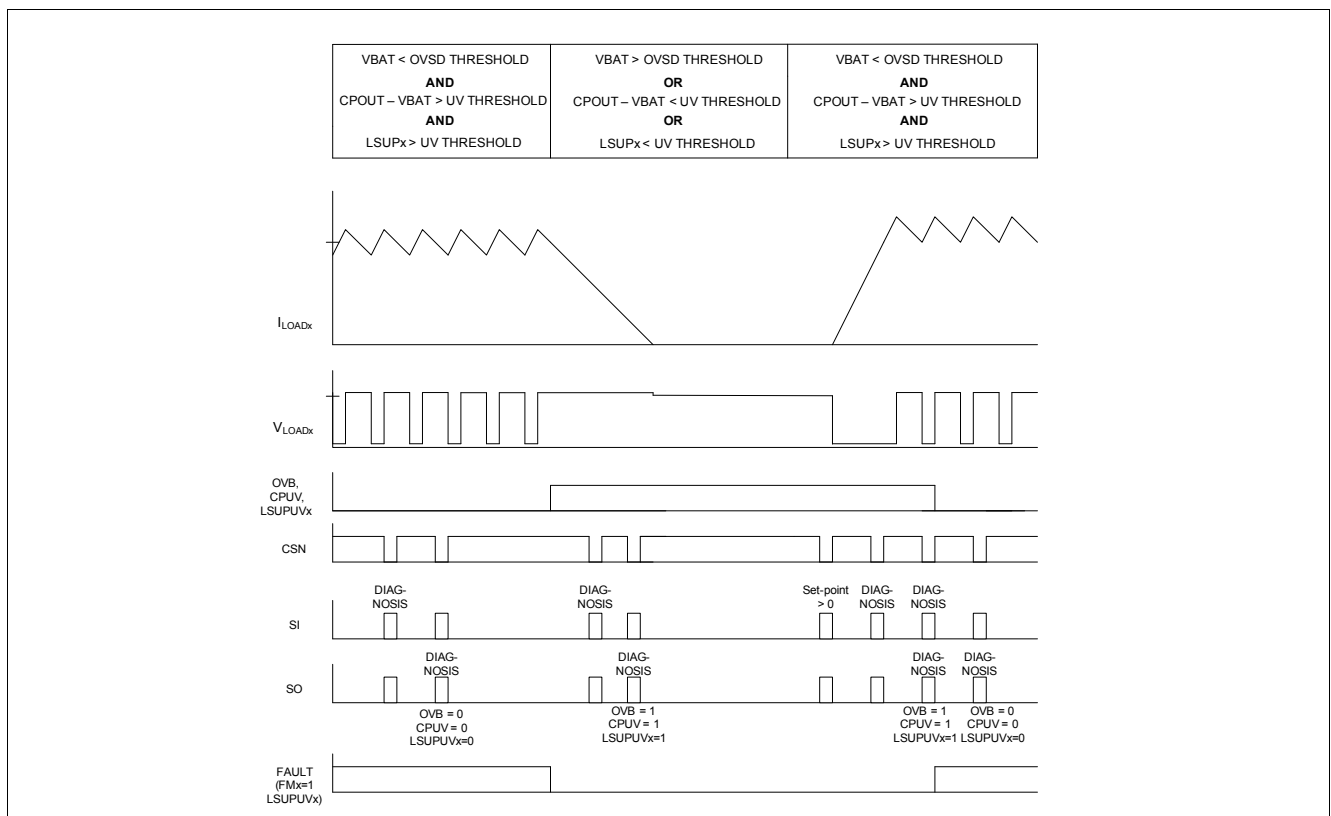 VBAT < OVSD THRESHOLD
AND
CPOUT – VBAT > UV THRESHOLD
AND
LSUPx > UV THRESHOLD
VBAT > OVSD THRESHOLD
OR
CPOUT – VBAT < UV THRESHOLD
OR
LSUPx < UV THRESHOLD
VBAT < OVSD THRESHOLD
AND
CPOUT – VBAT > UV THRESHOLD
AND
LSUPx > UV THRESHOLD
ILOADx
VLOADx
OVB,
CPUV,
LSUPUVx
CSN
DIAG-
NOSIS
DIAG-
NOSIS
Set-point
> 0
DIAG-
NOSIS
DIAG-
NOSIS
SI
DIAG-
NOSIS
DIAG-
NOSIS
DIAG-
NOSIS
DIAG-
NOSIS
SO
OVB = 0
CPUV = 0
LSUPUVx=0
OVB = 1
CPUV = 1
LSUPUVx=1
OVB = 1
CPUV = 1
LSUPUVx=1
OVB = 0
CPUV = 0
LSUPUVx=0
FAULT
(FMx=1
LSUPUVx)